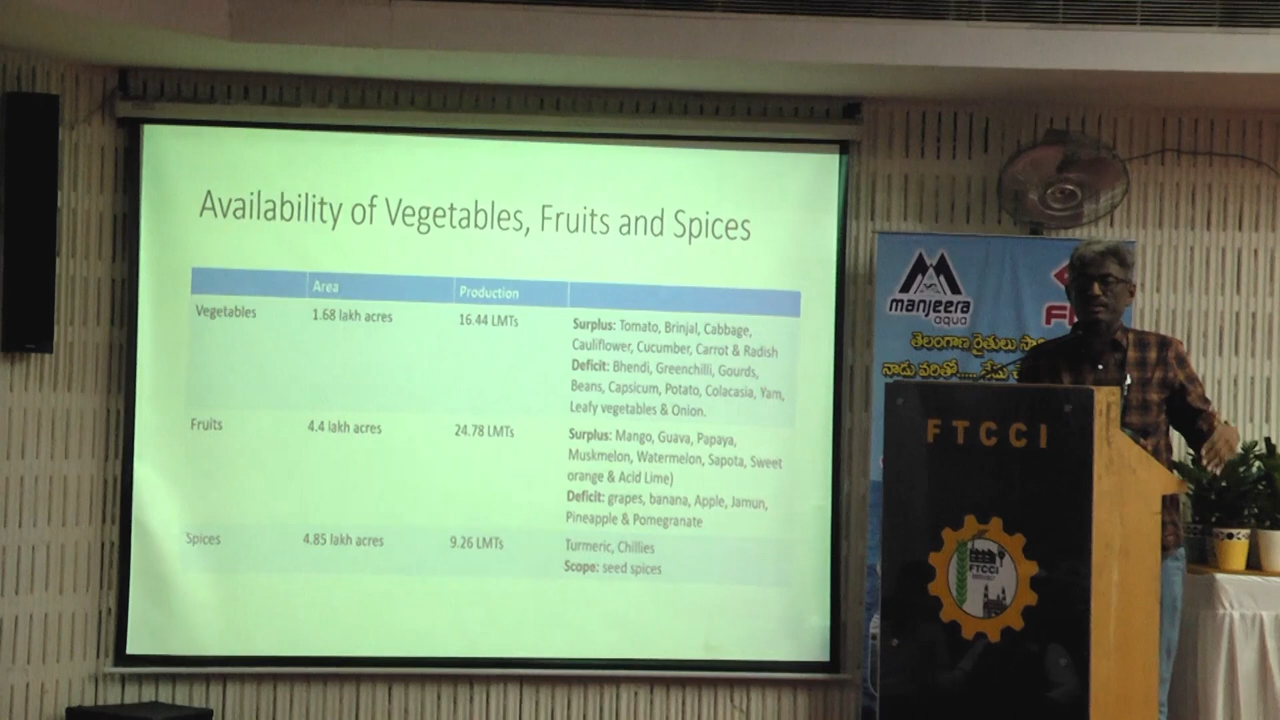 Availability of Vegetables, Fruits and Spices
Area Production
Vegetables 1.68 lakh acres 16.44 LMTs Surplus: Tomato, Brinjal, Cabbage,
Cauliflower, Cucumber, Carrot & Radish
Deficit: Bhendi, Greenchilli, Gourds,
Beans, Capsicum, Potato, Colacasia, Yam,
Leafy vegetables & Onion.
Fruits 4.4 lakh acres 24.78 LMTs Surplus: Mango, Guava, Papaya,
Muskmelon, Watermelon, Sapota, Sweet
orange & Acid Lime)
Deficit: grapes, banana, Apple, Jamun,
Pineapple & Pomegranate
Spices 4.85 lakh acres 9.26 LMTs Turmeric, Chillies
Scope: seed spices
manjeera
aqua
తెలంగాణ రైతులు
నాడు వరితో..... నేడు
FTCCI
FTCCI